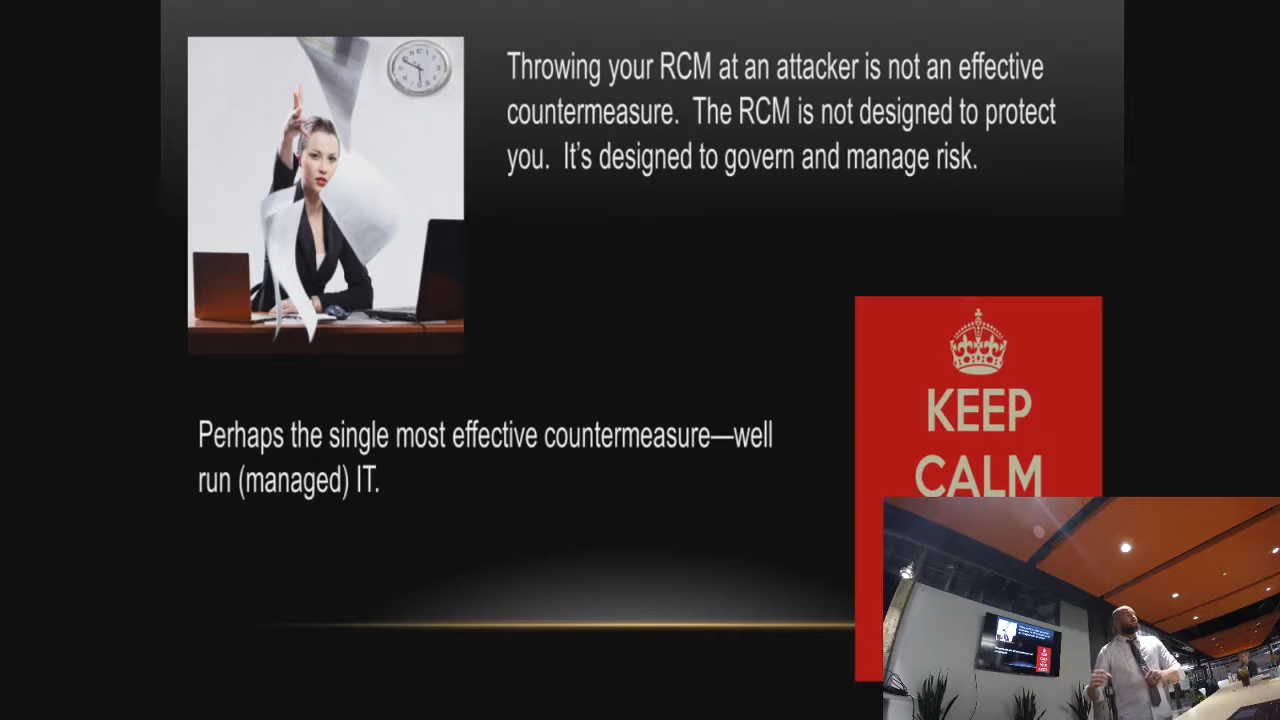 Throwing your RCM at an attacker is not an effective
countermeasure. The RCM is not designed to protect
you. It's designed to govern and manage risk.
Perhaps the single most effective countermeasure—well
run (managed) IT.
KEEP
CALM